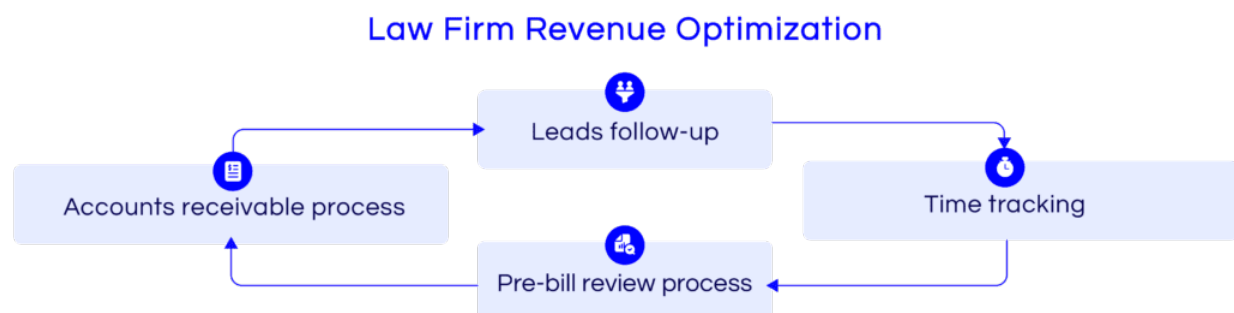 Law Firm Revenue Optimization
Leads follow-up
Time tracking
Pre-bill review process
Accounts receivable process